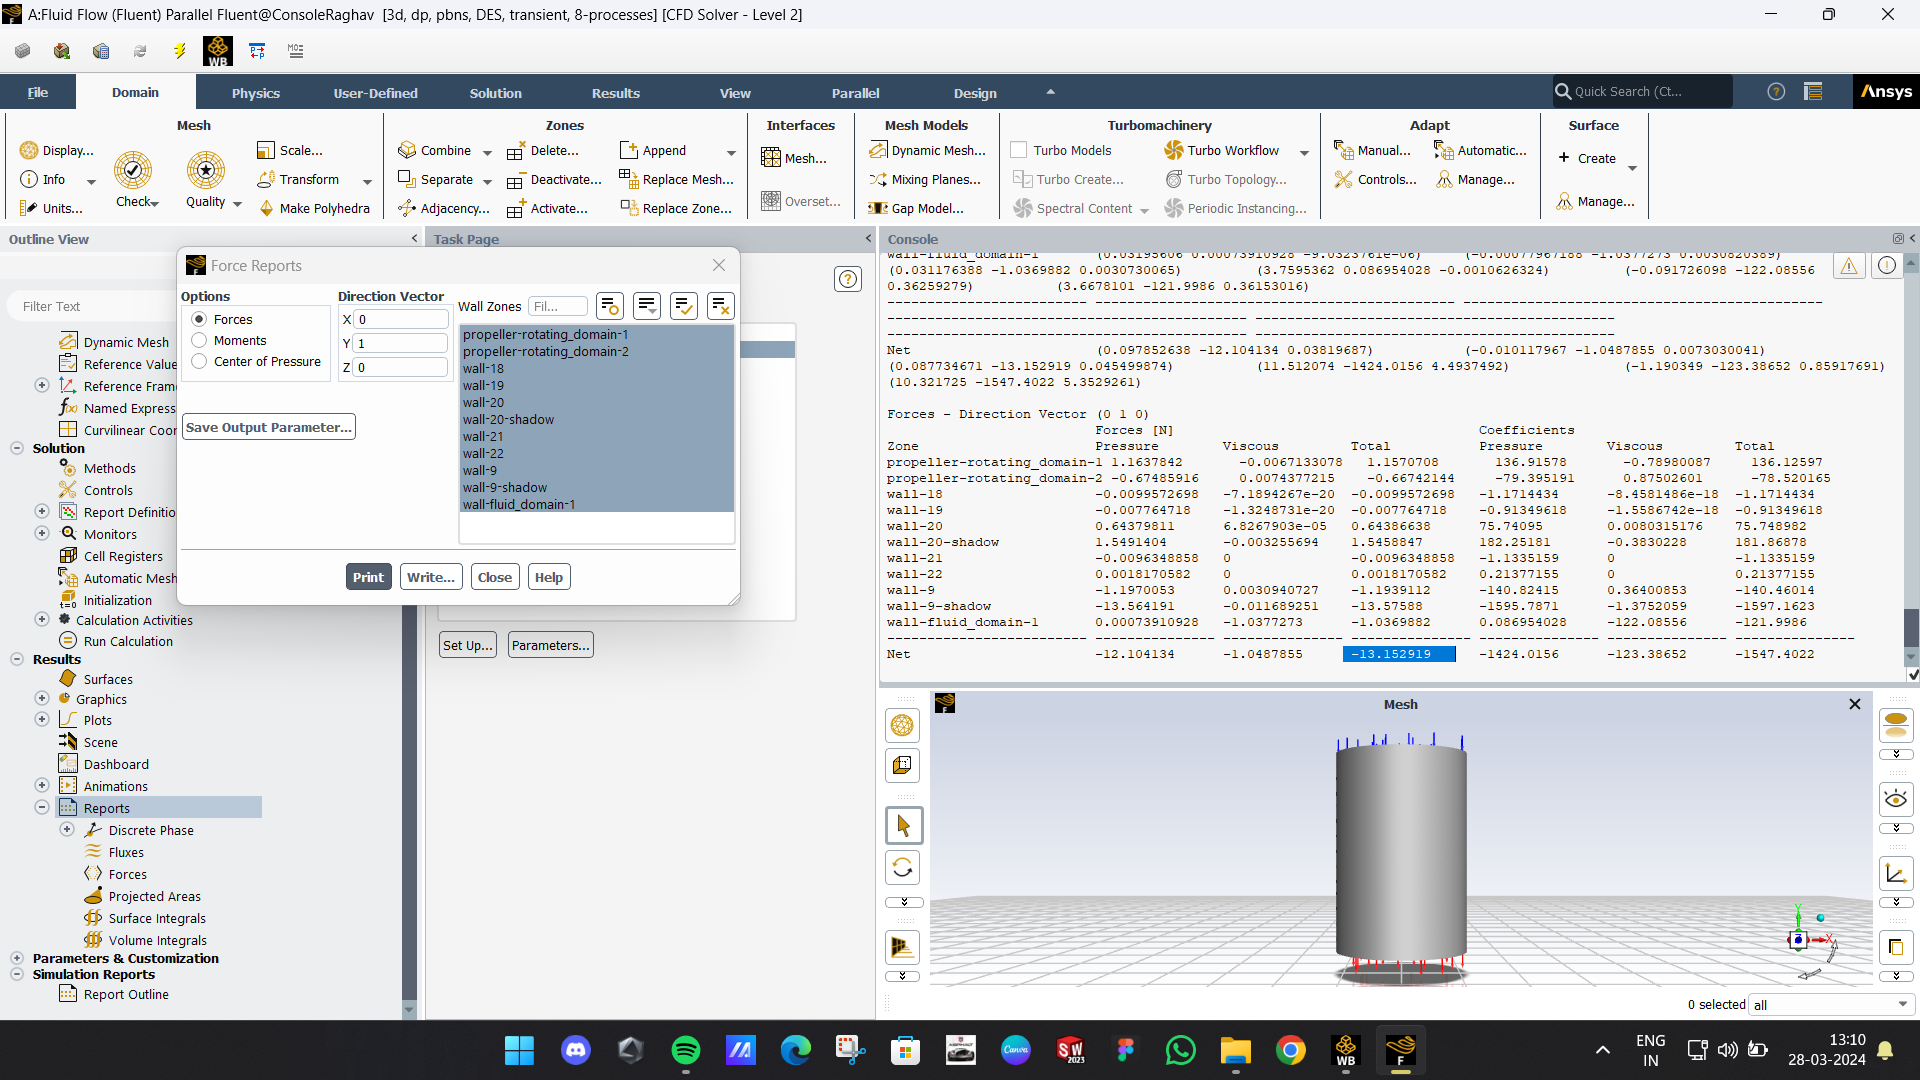 A:Fluid Flow (Fluent) Parallel Fluent@ConsoleRaghav [3d, dp, pbns, DES, transient, 8-processes] [CFD Solver - Level 2]
WB
File Domain Physics User-Defined Solution Results View Parallel Design Quick Search (Ct... Ansys
Mesh Zones Interfaces Mesh Models Turbomachinery Adapt Surface
Display... Scale... Combine Delete... Append Mesh... Dynamic Mesh... Turbo Models Turbo Workflow Manual... Automatic... Create
Info Transform Separate Deactivate... Replace Mesh... Mixing Planes... Turbo Create... Turbo Topology... Controls... Manage...
Units... Check Quality Make Polyhedra Adjacency... Activate... Replace Zone... Overset... Gap Model... Spectral Content Periodic Instancing... Manage...
Outline View
Filter Text
Dynamic Mesh
Reference Value
Reference Fram
Named Express
Curvilinear Coor
Solution
Methods
Controls
Report Definitio
Monitors
Cell Registers
Automatic Mesh
Initialization
Calculation Activities
Run Calculation
Results
Surfaces
Graphics
Plots
Scene
Dashboard
Animations
Reports
Discrete Phase
Fluxes
Forces
Projected Areas
Surface Integrals
Volume Integrals
Parameters & Customization
Simulation Reports
Report Outline
Task Page
Force Reports
Options
Forces
Moments
Center of Pressure
Save Output Parameter...
Direction Vector
X 0
Y 1
Z 0
Wall Zones Fil...
propeller-rotating_domain-1
propeller-rotating_domain-2
wall-18
wall-19
wall-20
wall-20-shadow
wall-21
wall-22
wall-9
wall-9-shadow
wall-fluid_domain-1
Print Write... Close Help
Set Up... Parameters...
Console
(0.031176388 -1.0369882 0.0030730065) (3.7595362 0.086954028 -0.0010626324) (-0.091726098 -122.08556
0.36259279) (3.6678101 -121.9986 0.36153016)
Net (0.097852638 -12.104134 0.03819687) (-0.010117967 -1.0487855 0.0073030041)
(0.087734671 -13.152919 0.045499874) (11.512074 -1424.0156 4.4937492) (-1.190349 -123.38652 0.85917691)
(10.321725 -1547.4022 5.3529261)
Forces - Direction Vector (0 1 0)
Forces [N] Coefficients
Zone Pressure Viscous Total Pressure Viscous Total
propeller-rotating_domain-1 1.1637842 -0.0067133078 1.1570708 136.91578 -0.78980087 136.12597
propeller-rotating_domain-2 -0.67485916 0.0074377215 -0.66742144 -79.395191 0.87502601 -78.520165
wall-18 -0.0099572698 -7.1894267e-20 -0.0099572698 -1.1714434 -8.4581486e-18 -1.1714434
wall-19 -0.007764718 -1.3248731e-20 -0.007764718 -0.91349618 -1.5586742e-18 -0.91349618
wall-20 0.64379811 6.8267903e-05 0.64386638 75.74095 0.0080315176 75.748982
wall-20-shadow 1.5491404 -0.003255694 1.5458847 182.25181 -0.3830228 181.86878
wall-21 -0.0096348858 0 -0.0096348858 -1.1335159 0 -1.1335159
wall-22 0.0018170582 0 0.0018170582 0.21377155 0 0.21377155
wall-9 -1.1970053 0.0030940727 -1.1939112 -140.82415 0.36400853 -140.46014
wall-9-shadow -13.564191 -0.011689251 -13.57588 -1595.7871 -1.3752059 -1597.1623
wall-fluid_domain-1 0.00073910928 -1.0377273 -1.0369882 0.086954028 -122.08556 -121.9986
Net -12.104134 -1.0487855 -13.152919 -1424.0156 -123.38652 -1547.4022
Mesh
Y
X
Z
0 selected all
Canva
SW 2023
WB
ENG
IN
13:10
28-03-2024